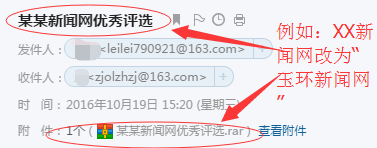 某某新闻网优秀评选
发件人： <leilei790921@163.com>
收件人： <zjolzhzj@163.com>
时 间：2016年10月19日 15:20 (星期三)
附 件：1个 ( 某某新闻网优秀评选.rar ) 查看附件
例如：XX新
闻网改为“
玉环新闻网
”